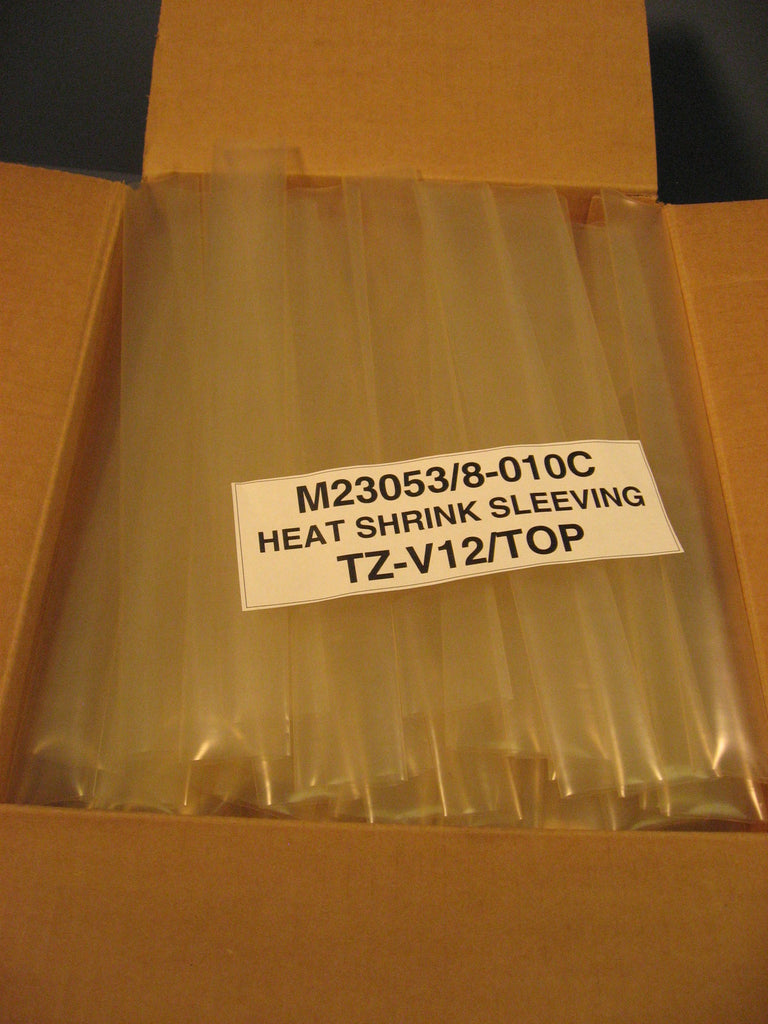 M23053/8-010C
HEAT SHRINK SLEEVING
TZ-V12/TOP